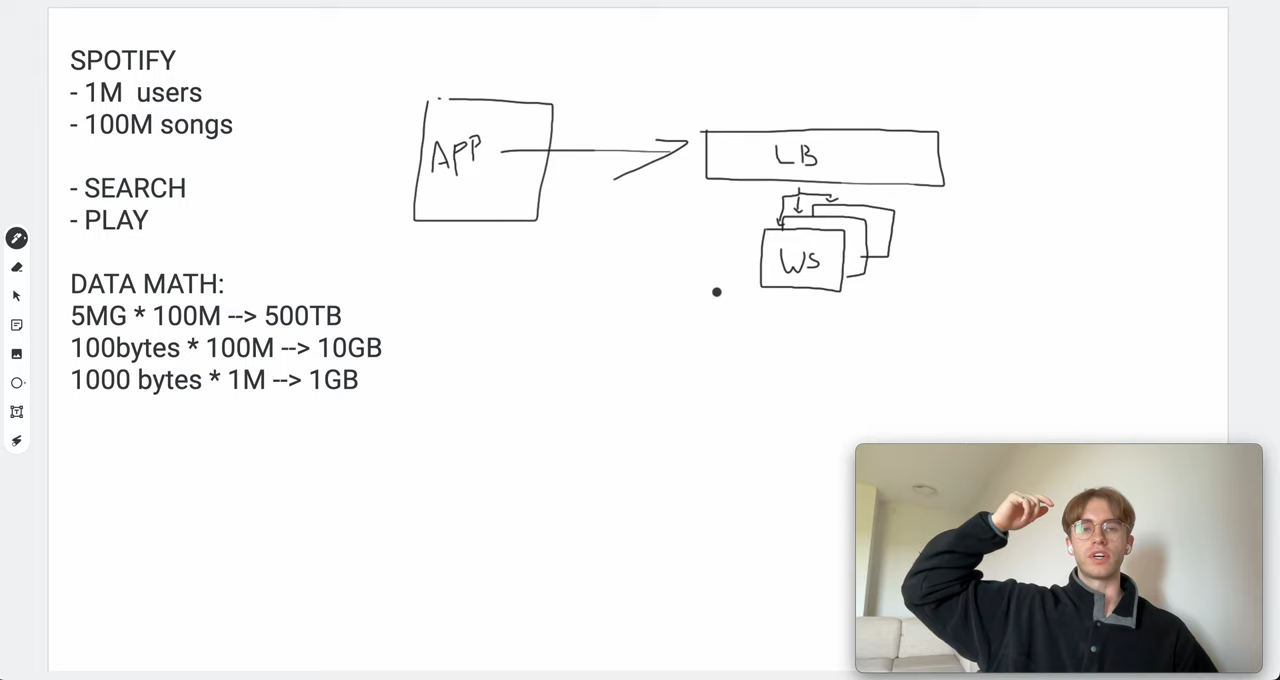 SPOTIFY
- 1M  users
- 100M songs
- SEARCH
- PLAY
DATA MATH:
5MG * 100M --> 500TB
100bytes * 100M --> 10GB
1000 bytes * 1M --> 1GB
APP
LB
WS